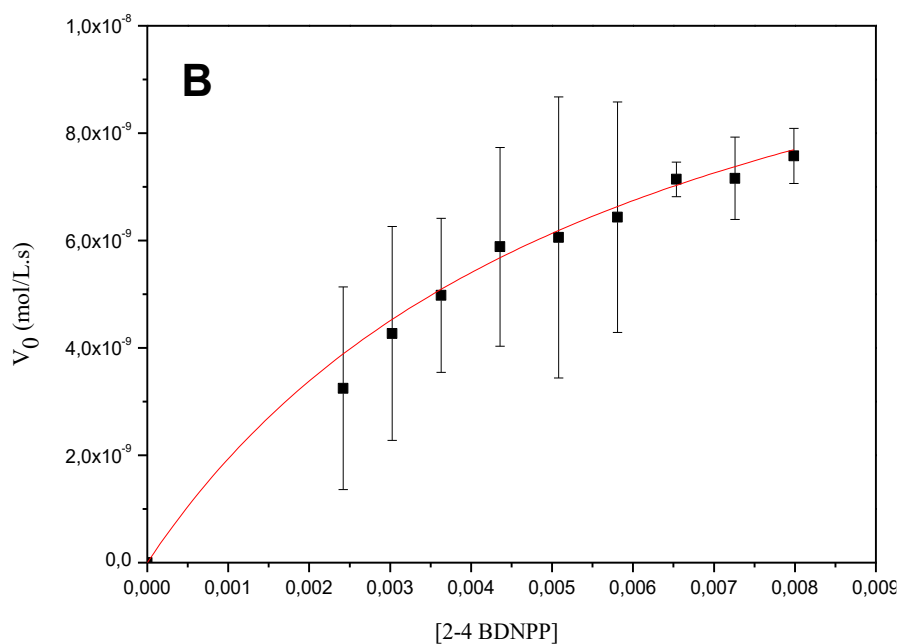 B
1,0x10⁻⁸
8,0x10⁻⁹
6,0x10⁻⁹
4,0x10⁻⁹
2,0x10⁻⁹
0,0
V₀ (mol/L.s)
0,000 0,001 0,002 0,003 0,004 0,005 0,006 0,007 0,008 0,009
[2-4 BDNPP]